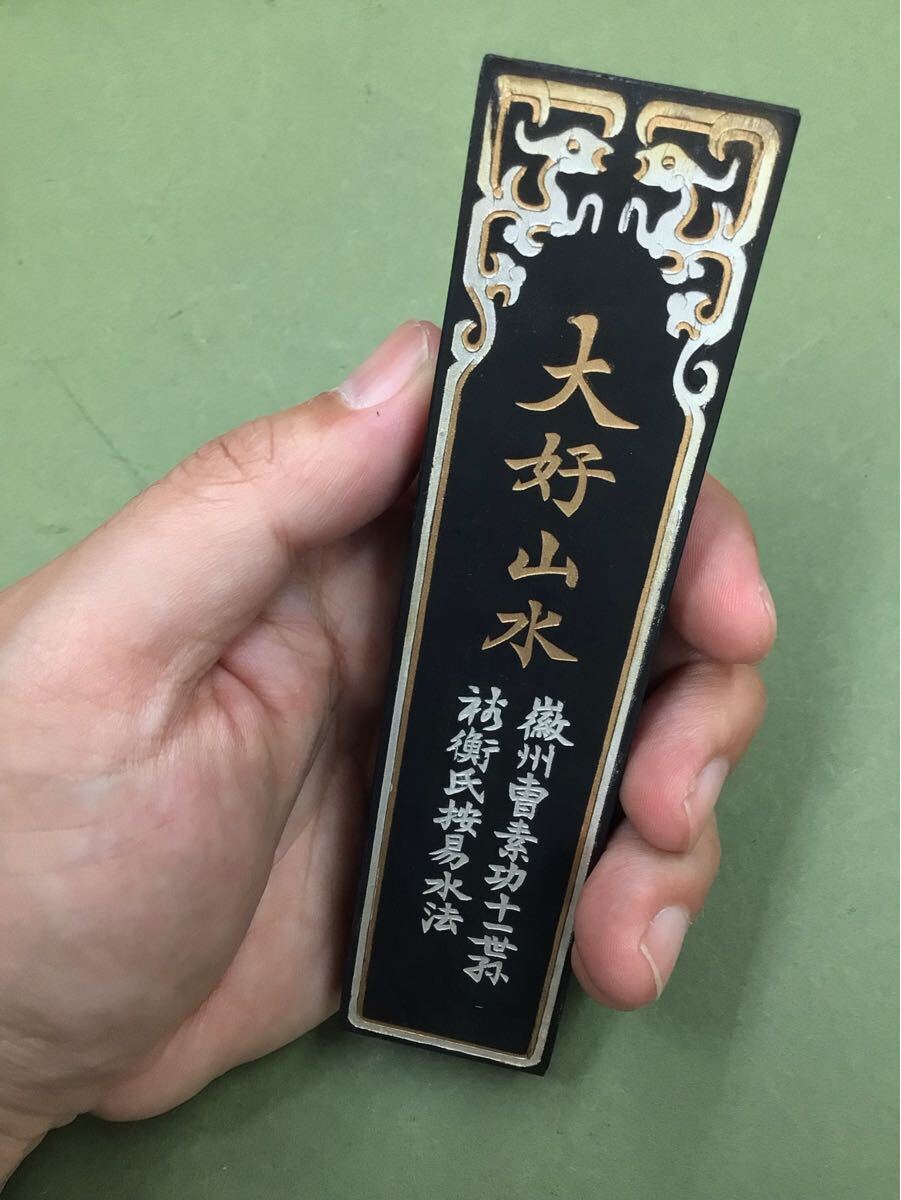 大好山水
徽州曹素功十一世孫
裕衡氏按易水法